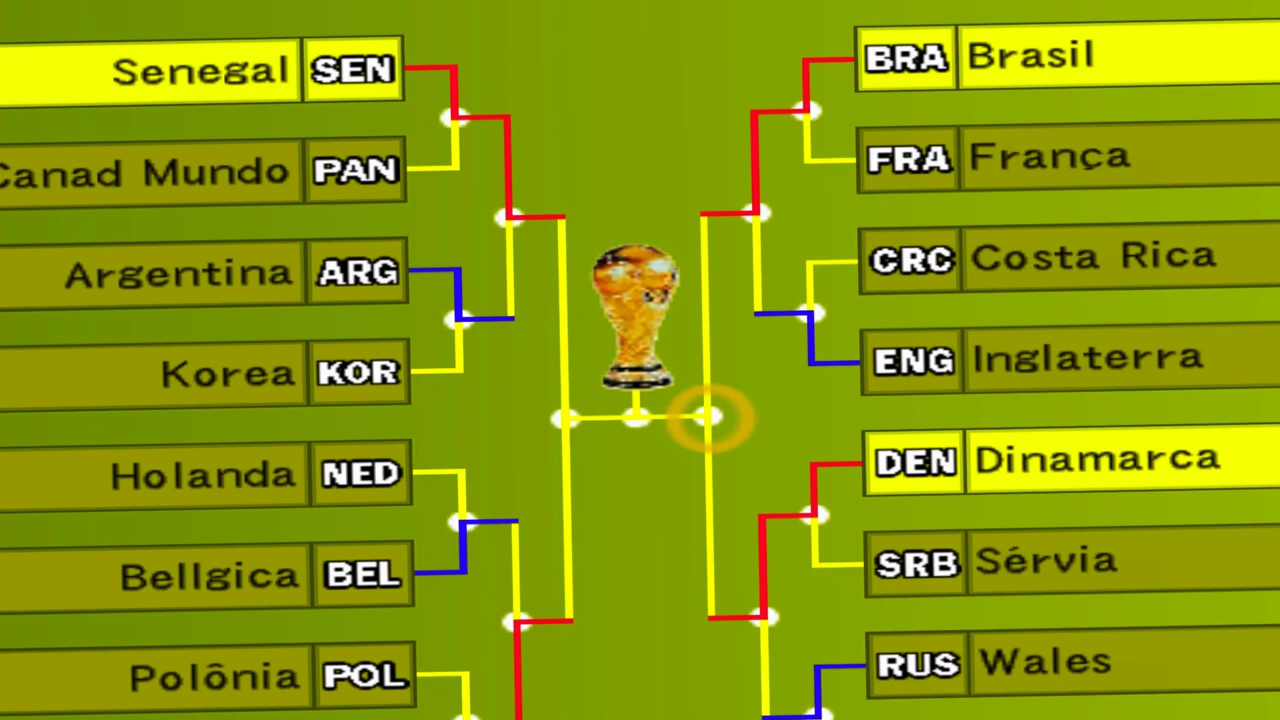 Senegal SEN
Canad Mundo PAN
Argentina ARG
Korea KOR
Holanda NED
Bellgica BEL
Polônia POL
BRA Brasil
FRA França
CRC Costa Rica
ENG Inglaterra
DEN Dinamarca
SRB Sérvia
RUS Wales